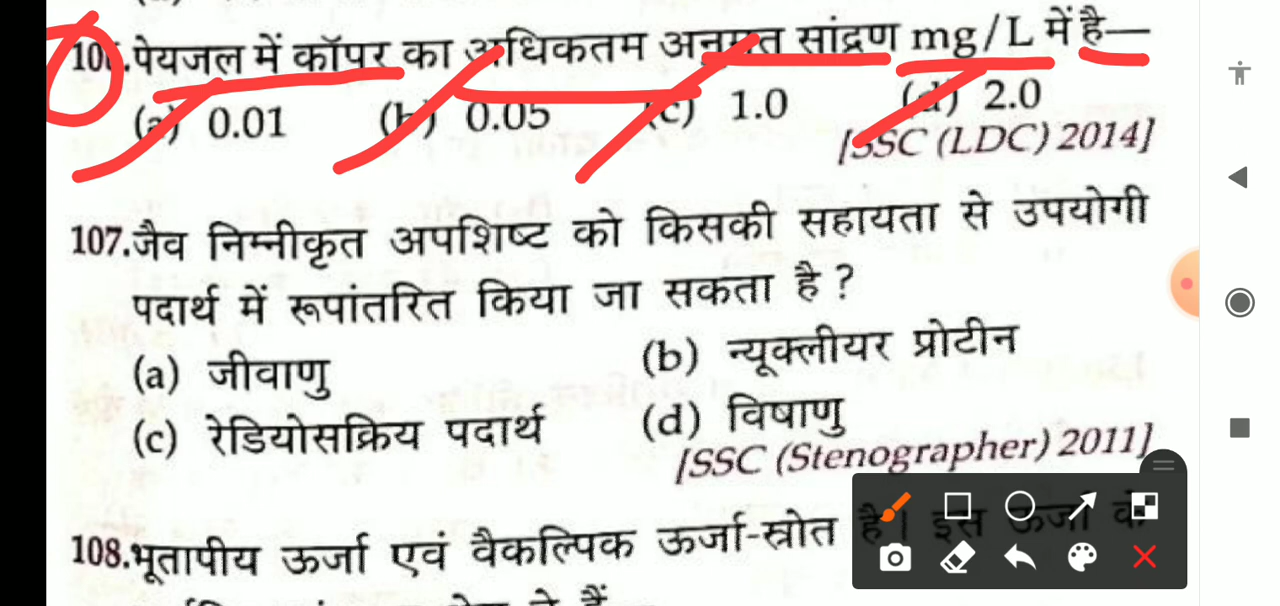 106.पेयजल में कॉपर का अधिकतम अनुमत सांद्रण mg/L में है—
(a) 0.01 (b) 0.05 (c) 1.0 (d) 2.0
[SSC (LDC) 2014]
107.जैव निम्नीकृत अपशिष्ट को किसकी सहायता से उपयोगी
पदार्थ में रूपांतरित किया जा सकता है ?
(a) जीवाणु (b) न्यूक्लीयर प्रोटीन
(c) रेडियोसक्रिय पदार्थ (d) विषाणु
[SSC (Stenographer) 2011]
108.भूतापीय ऊर्जा एवं वैकल्पिक ऊर्जा-स्रोत है। इस ऊर्जा के